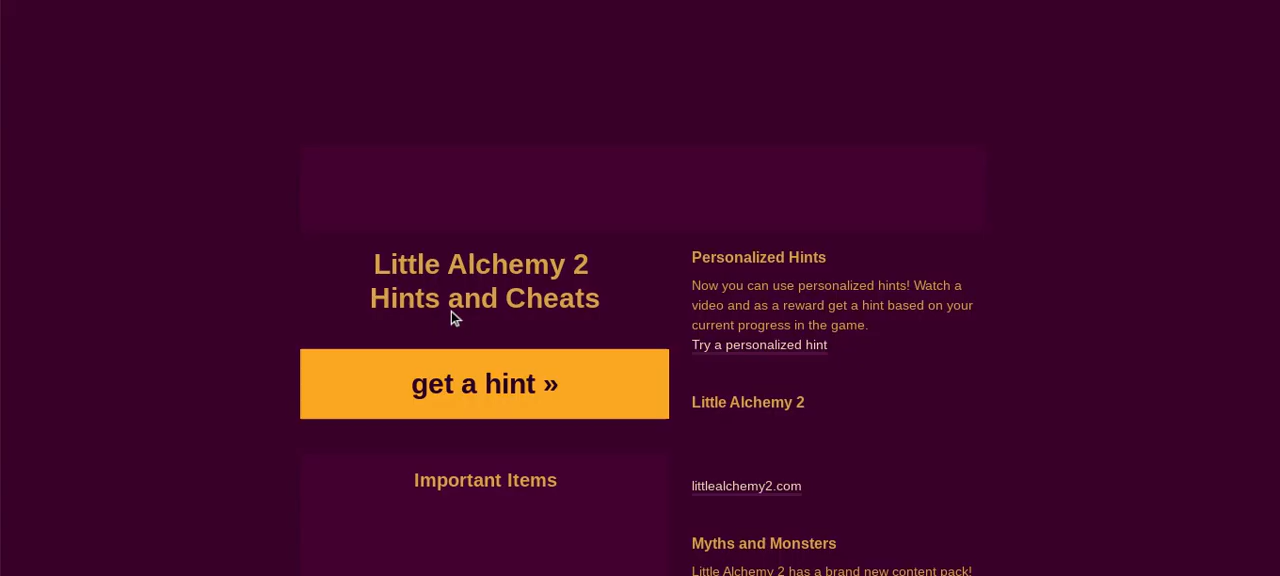 Little Alchemy 2
Hints and Cheats
get a hint »
Important Items
Personalized Hints
Now you can use personalized hints! Watch a
video and as a reward get a hint based on your
current progress in the game.
Try a personalized hint
Little Alchemy 2
littlealchemy2.com
Myths and Monsters
Little Alchemy 2 has a brand new content pack!